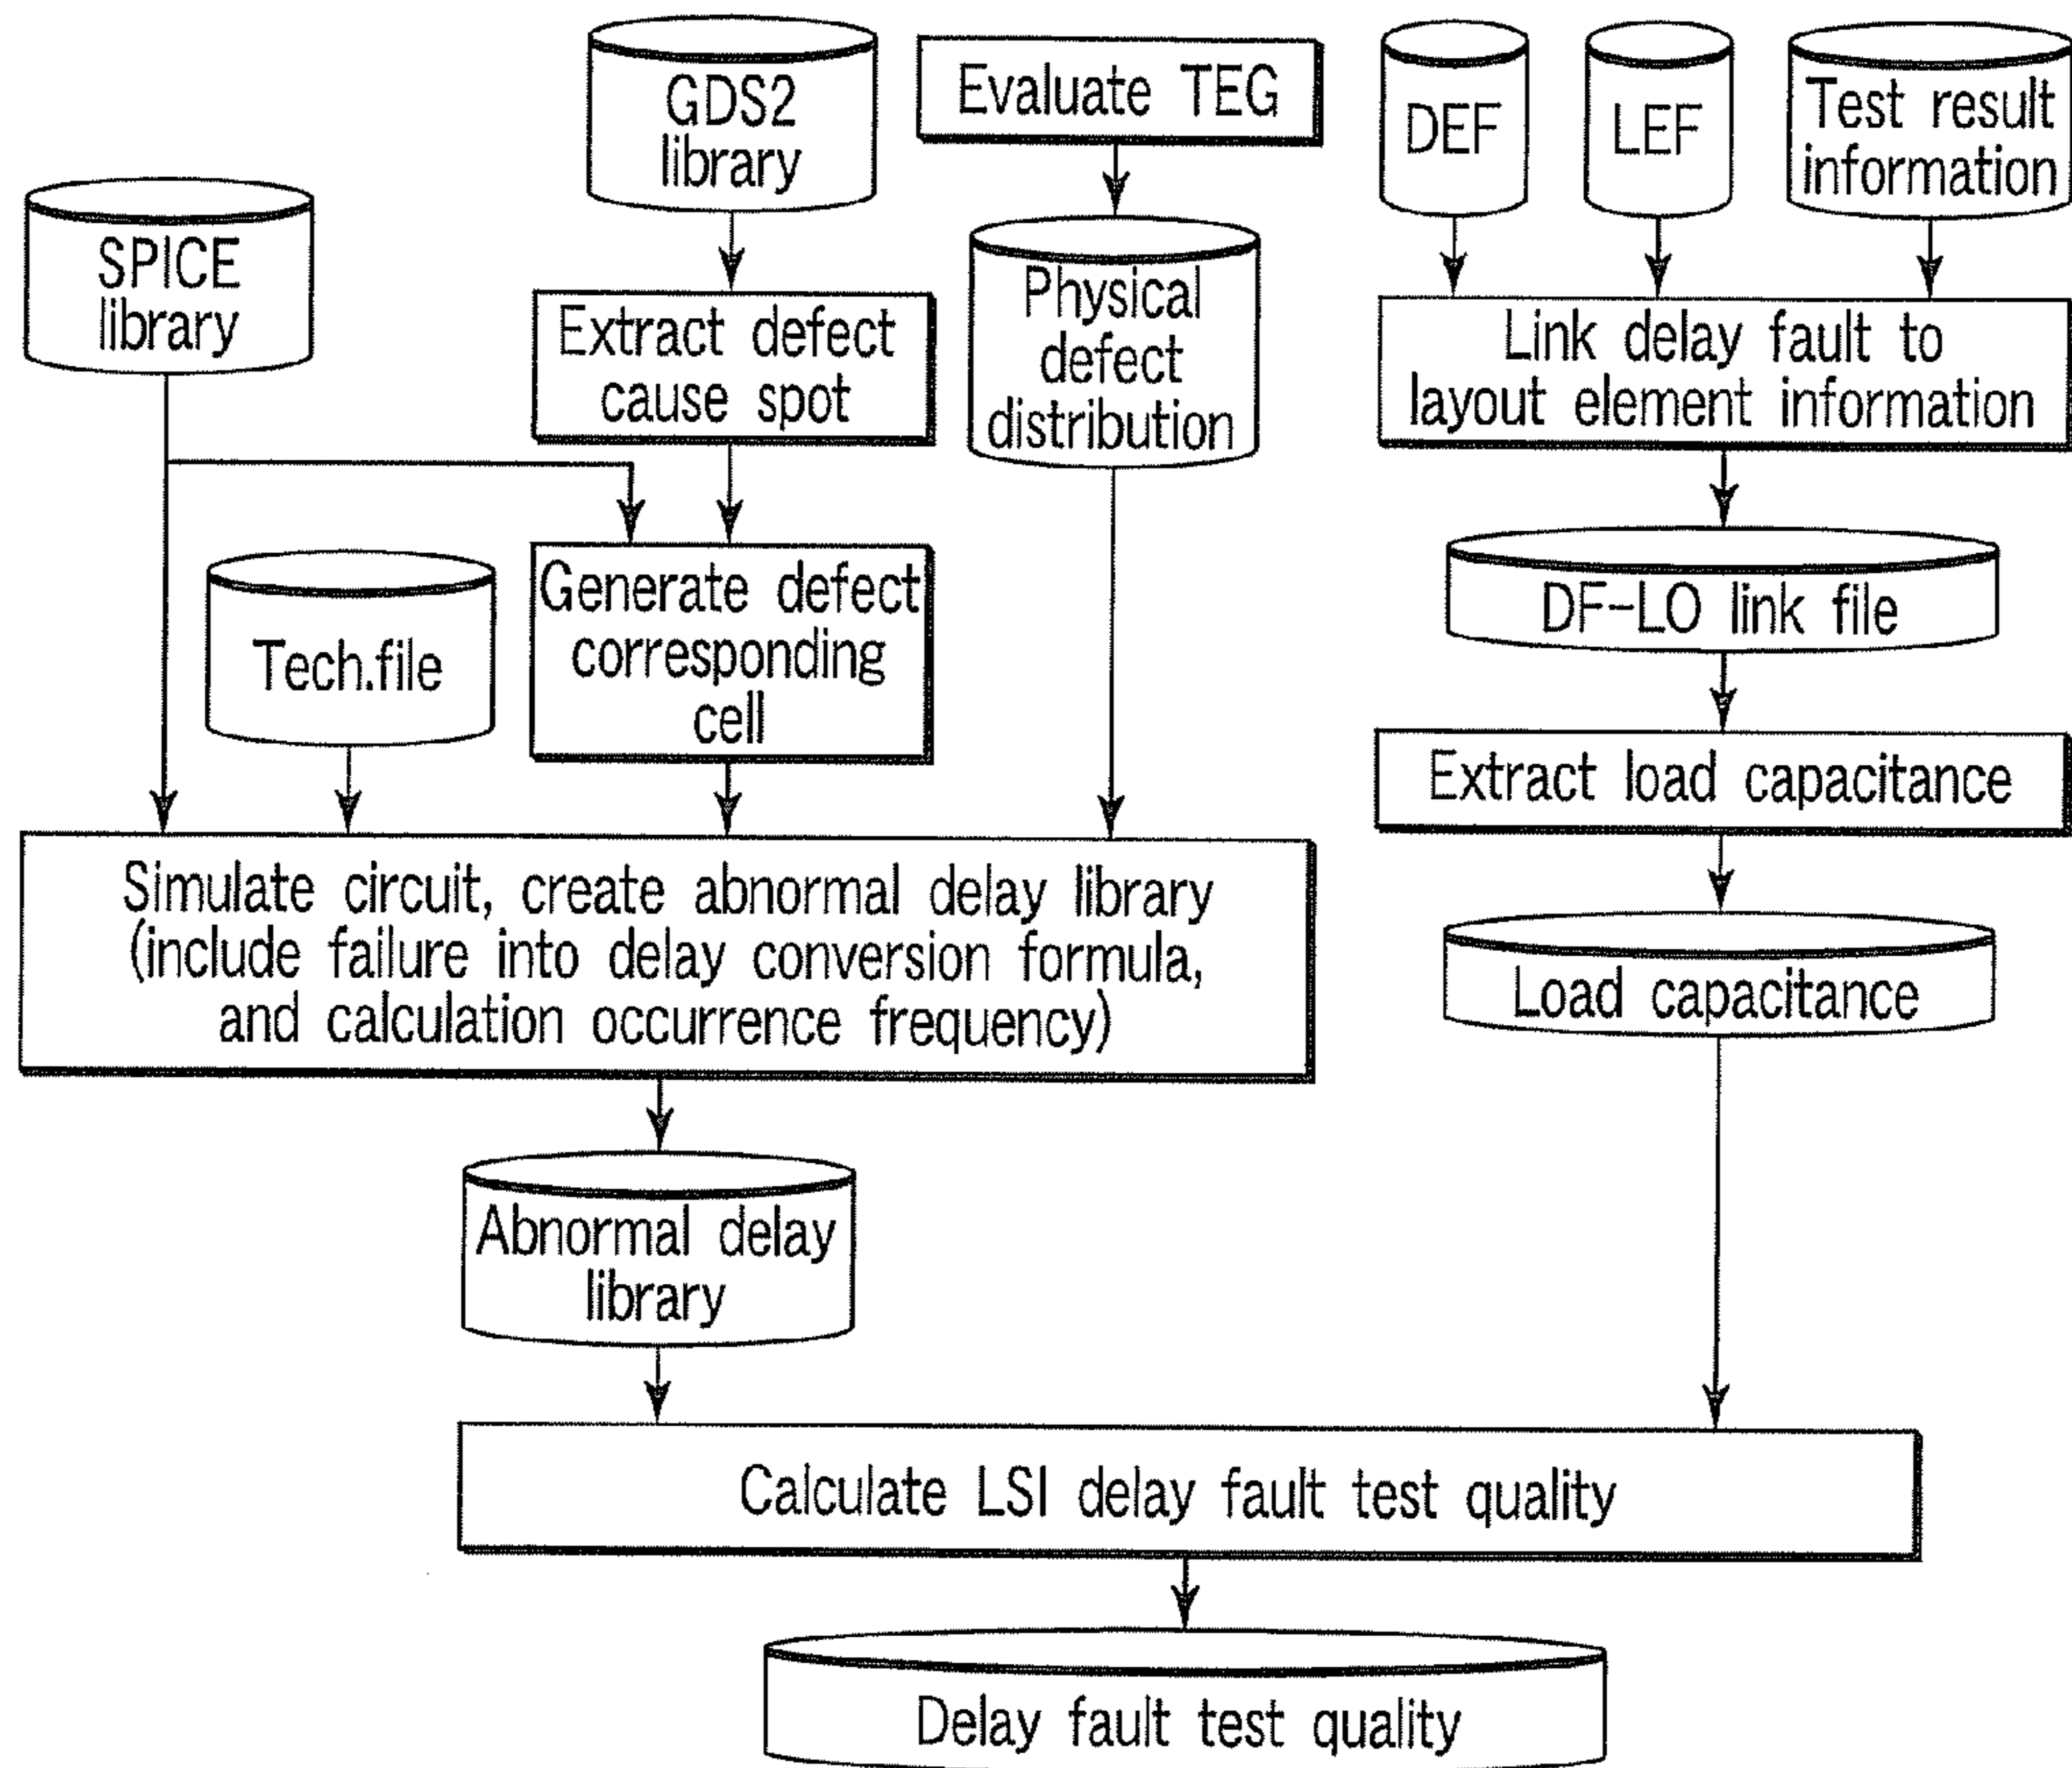 GDS2
library
Evaluate TEG
DEF
LEF
Test result
information
SPICE
library
Extract defect
cause spot
Physical
defect
distribution
Link delay fault to
layout element information
Tech.file
Generate defect
corresponding
cell
DF-LO link file
Extract load capacitance
Simulate circuit, create abnormal delay library
(include failure into delay conversion formula,
and calculation occurrence frequency)
Load capacitance
Abnormal delay
library
Calculate LSI delay fault test quality
Delay fault test quality